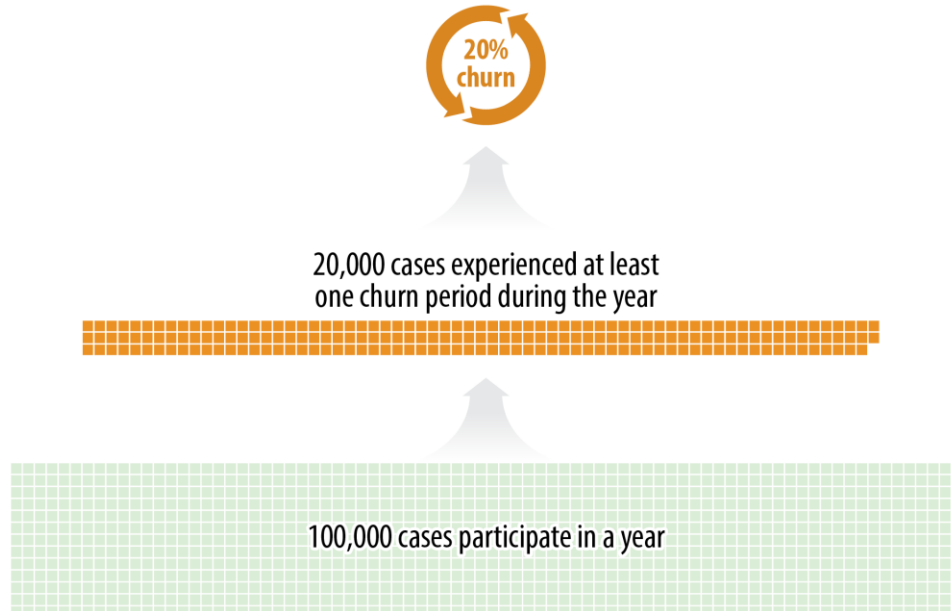 20%
churn
20,000 cases experienced at least
one churn period during the year
100,000 cases participate in a year